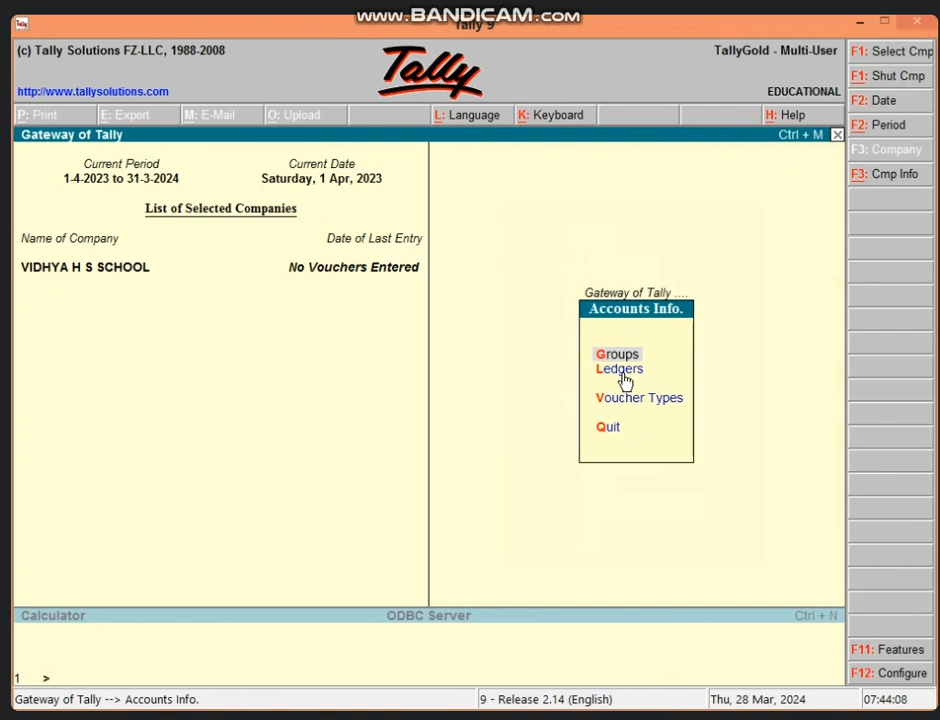 www.BANDICAM.com
Tally 9
(c) Tally Solutions FZ-LLC, 1988-2008
http://www.tallysolutions.com
Tally
TallyGold - Multi-User
EDUCATIONAL
P: Print
E: Export
M: E-Mail
O: Upload
L: Language
K: Keyboard
H: Help
Gateway of Tally
Ctrl + M
Current Period
1-4-2023 to 31-3-2024
Current Date
Saturday, 1 Apr, 2023
List of Selected Companies
Name of Company
Date of Last Entry
VIDHYA H S SCHOOL
No Vouchers Entered
Gateway of Tally ....
Accounts Info.
Groups
Ledgers
Voucher Types
Quit
F1: Select Cmp
F1: Shut Cmp
F2: Date
F2: Period
F3: Company
F3: Cmp Info
F11: Features
F12: Configure
Calculator
ODBC Server
Ctrl + N
1 >
Gateway of Tally --> Accounts Info.
9 - Release 2.14 (English)
Thu, 28 Mar, 2024
07:44:08